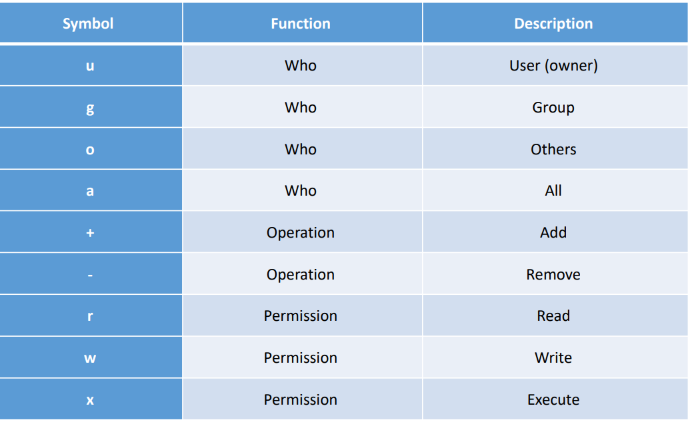 Symbol Function Description
u Who User (owner)
g Who Group
o Who Others
a Who All
+ Operation Add
- Operation Remove
r Permission Read
w Permission Write
x Permission Execute